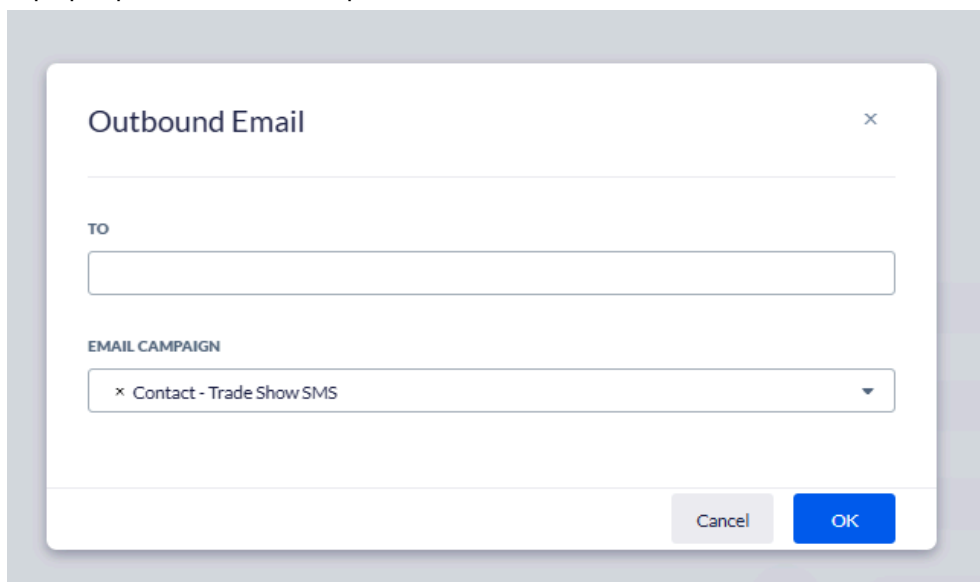 Outbound Email
×
TO
EMAIL CAMPAIGN
× Contact - Trade Show SMS
Cancel
OK